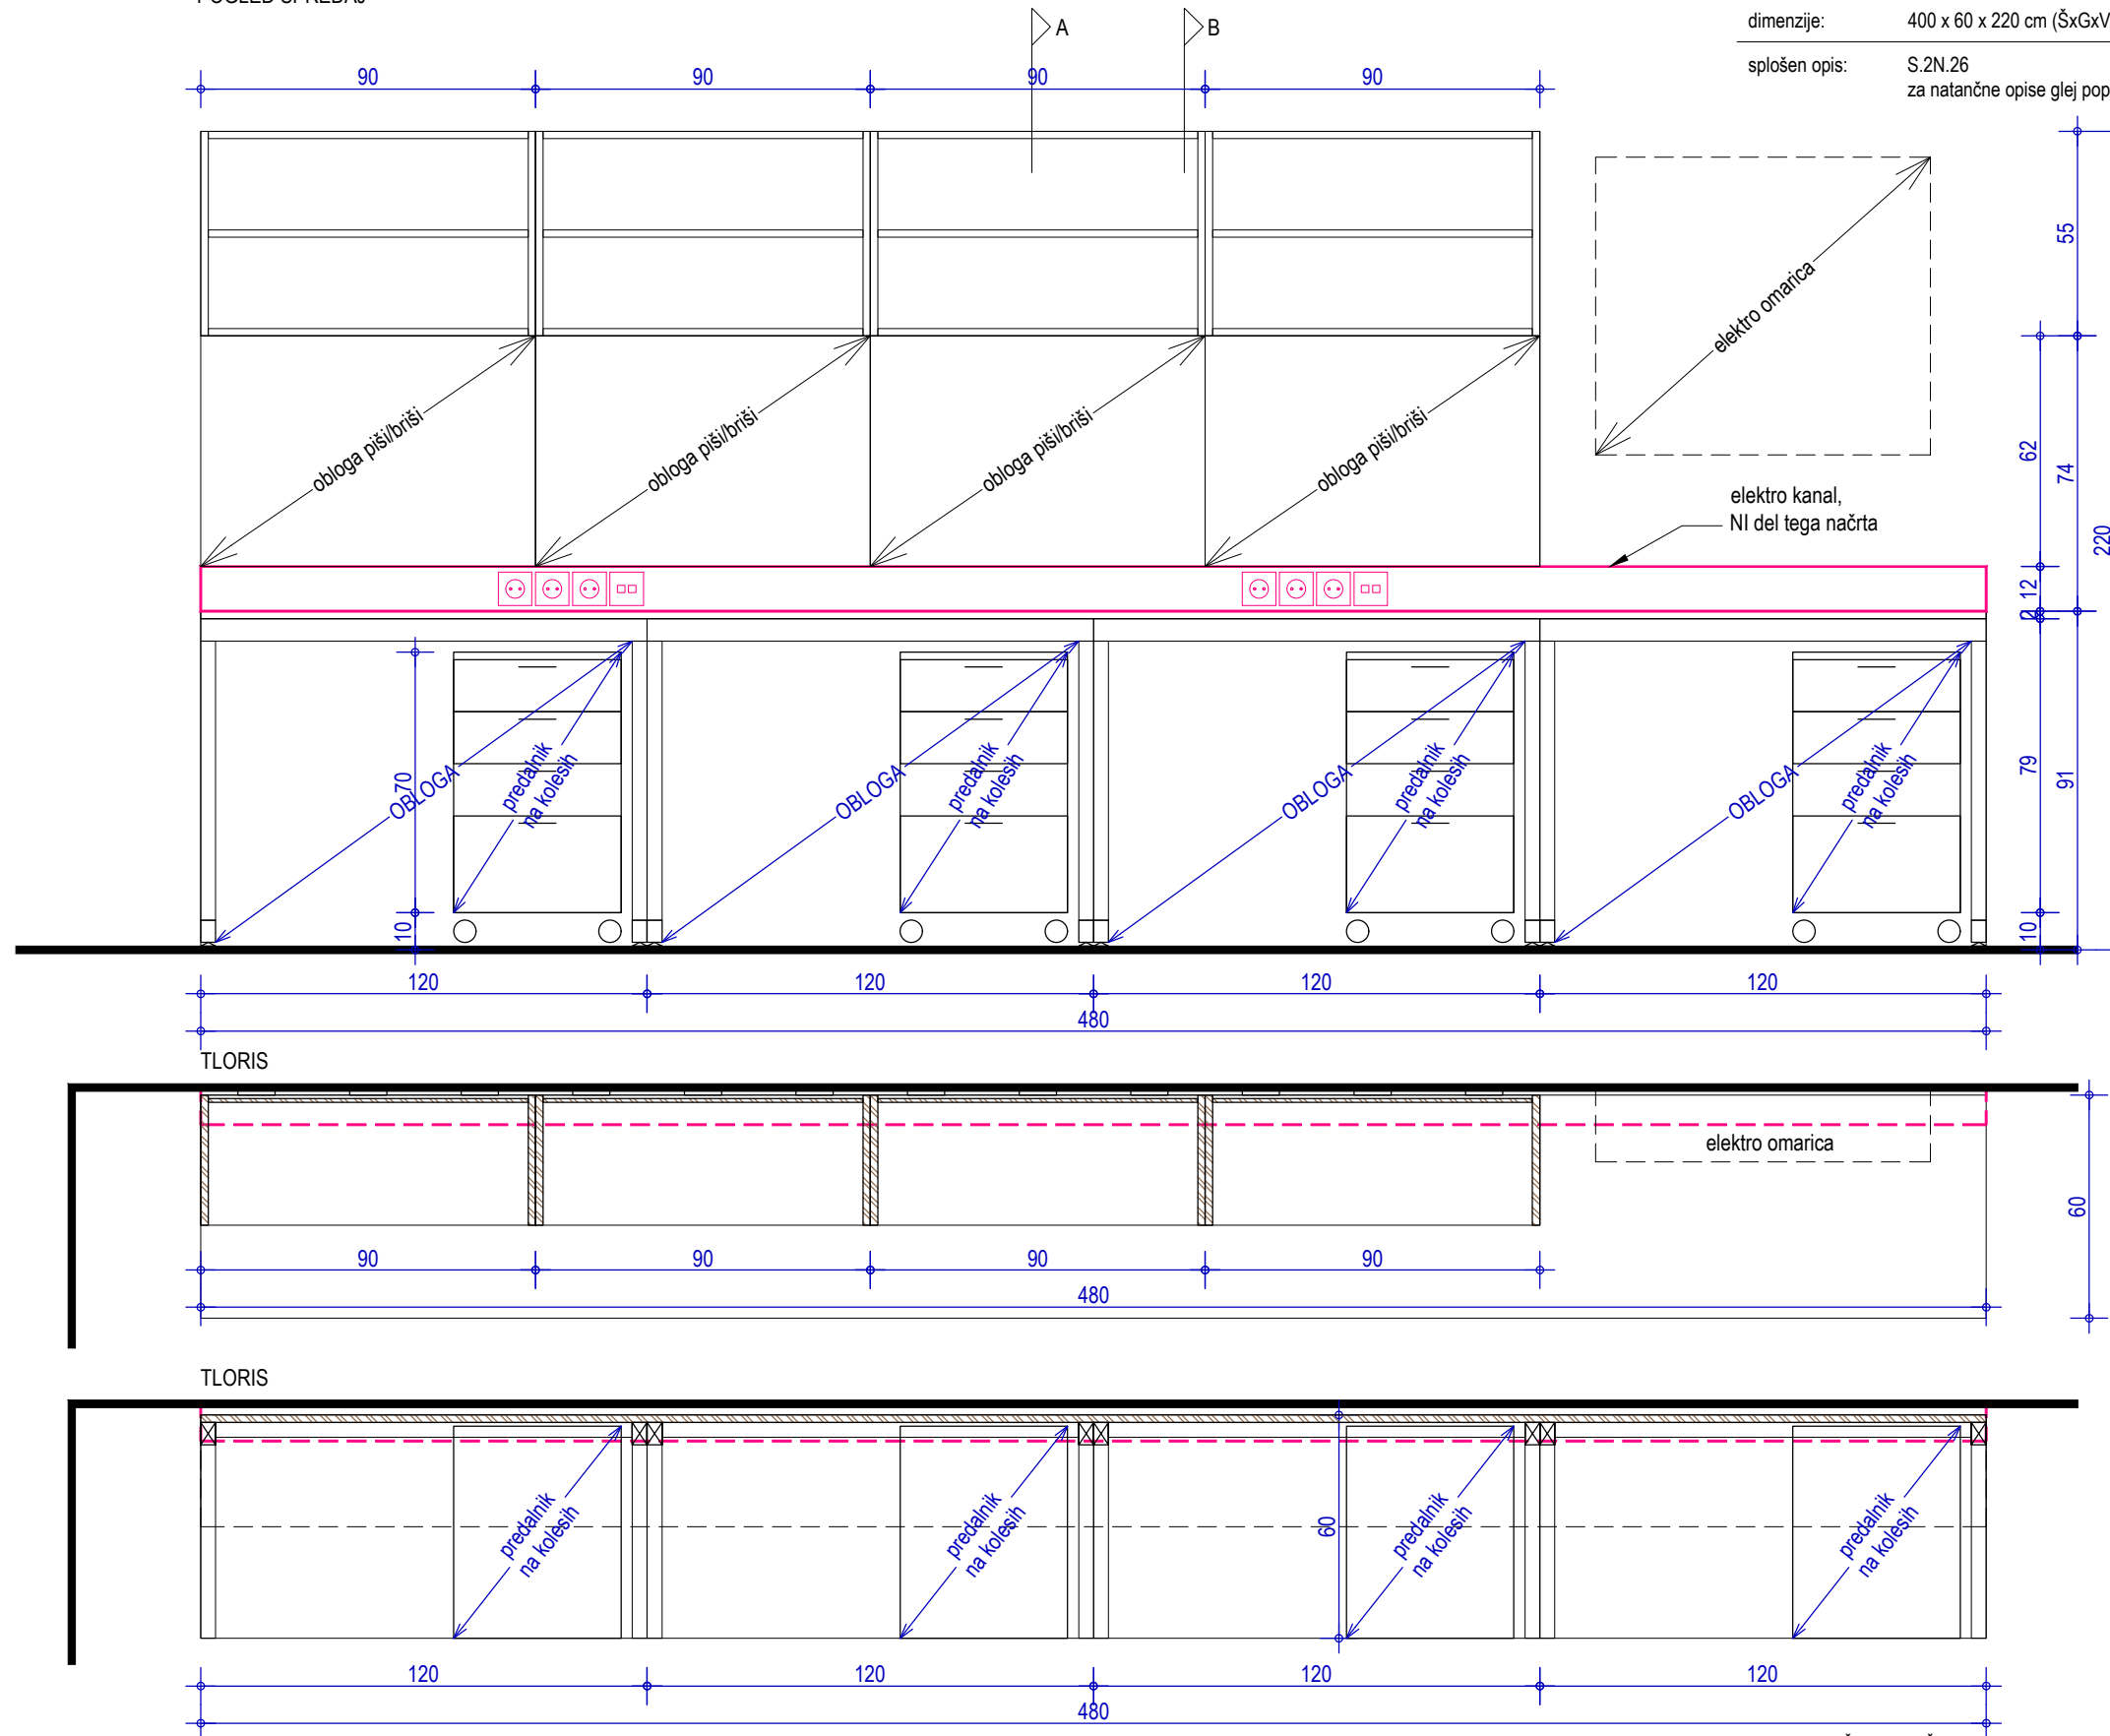 POGLED SPREDAJ
A
B
dimenzije: 400 x 60 x 220 cm (ŠxGxV
splošen opis: S.2N.26
za natančne opise glej pop
90 90 90 90
elektro omarica
obloga piši/briši
obloga piši/briši
obloga piši/briši
obloga piši/briši
elektro kanal,
NI del tega načrta
55
62
74
220
12
2
79
91
10
70
10
OBLOGA
predalnik
na kolesih
OBLOGA
predalnik
na kolesih
OBLOGA
predalnik
na kolesih
OBLOGA
predalnik
na kolesih
120 120 120 120
480
TLORIS
elektro omarica
60
90 90 90 90
480
TLORIS
predalnik
na kolesih
predalnik
na kolesih
60
predalnik
na kolesih
predalnik
na kolesih
120 120 120 120
480